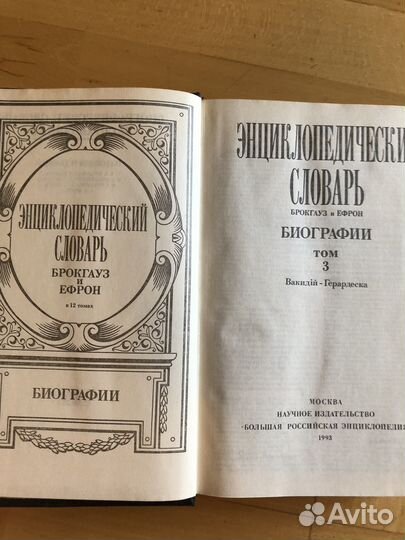 ЭНЦИКЛОПЕДИЧЕСКИЙ
СЛОВАРЬ
БРОКГАУЗ
И
ЕФРОН
в 12 томах
БИОГРАФИИ
ЭНЦИКЛОПЕДИЧЕСКИ
СЛОВАРЬ
БРОКГАУЗ и ЕФРОН
БИОГРАФИИ
ТОМ
3
Вакидій - Герардеска
МОСКВА
НАУЧНОЕ ИЗДАТЕЛЬСТВО
«БОЛЬШАЯ РОССИЙСКАЯ ЭНЦИКЛОПЕДИЯ
1993
Avito